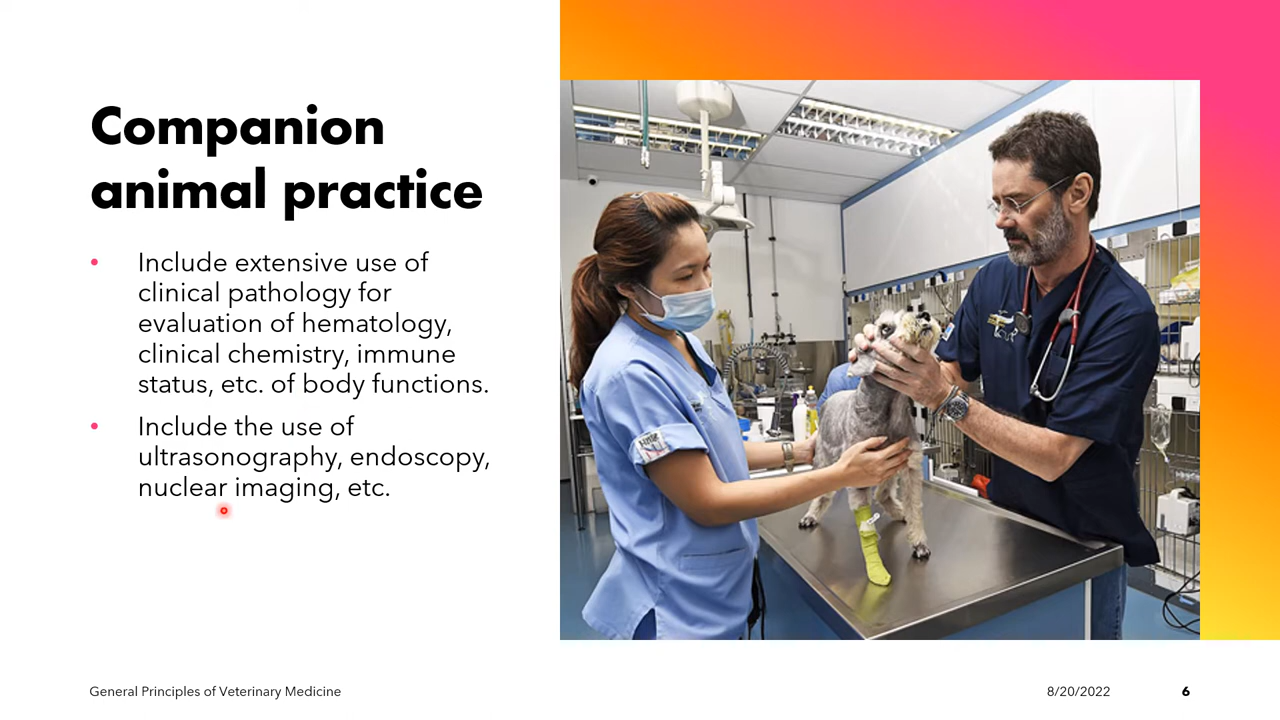 Companion
animal practice
• Include extensive use of
clinical pathology for
evaluation of hematology,
clinical chemistry, immune
status, etc. of body functions.
• Include the use of
ultrasonography, endoscopy,
nuclear imaging, etc.
General Principles of Veterinary Medicine
8/20/2022
6